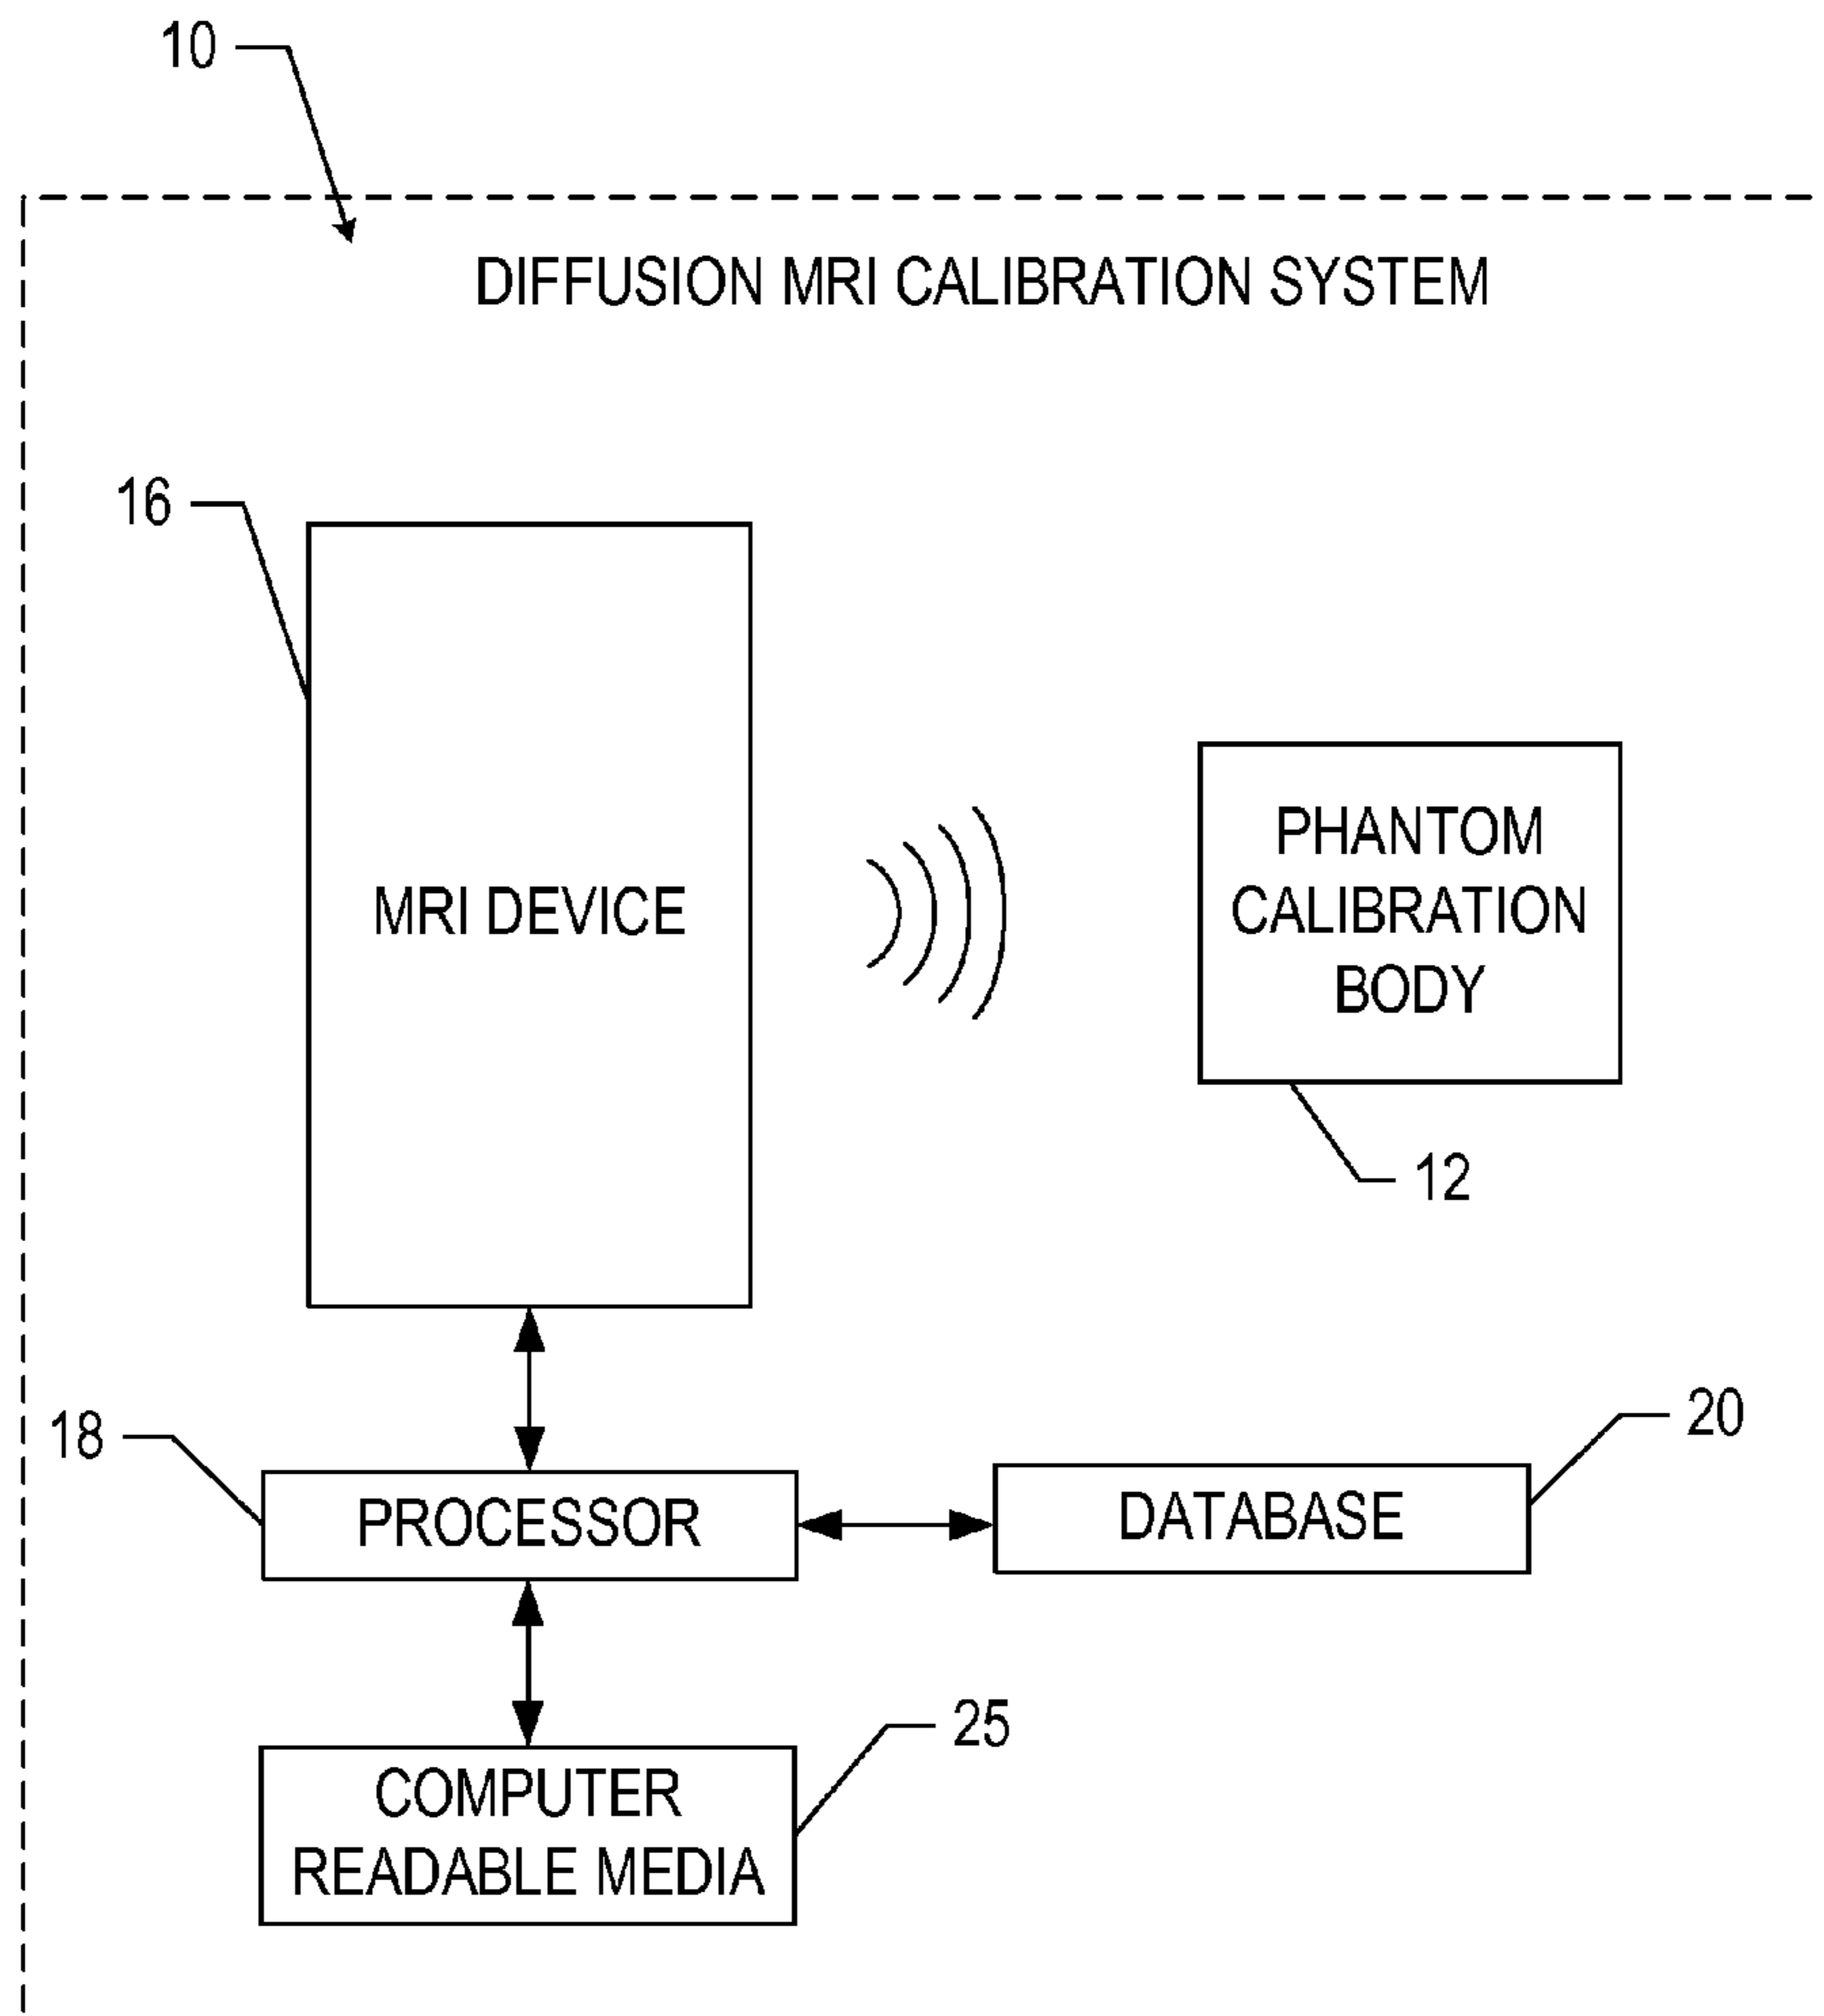 10
DIFFUSION MRI CALIBRATION SYSTEM
16
MRI DEVICE
PHANTOM
CALIBRATION
BODY
12
18
PROCESSOR
DATABASE
20
25
COMPUTER
READABLE MEDIA